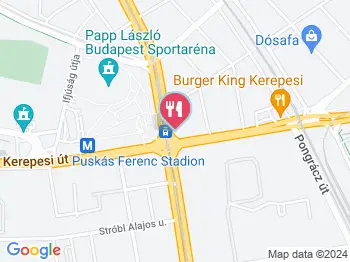 Papp László
Budapest Sportaréna
Dósafa
Ifjúság útja
Burger King Kerepesi
M
Kerepesi út
Puskás Ferenc Stadion
Pongrácz út
Stróbl Alajos u.
Google
Map data ©2024